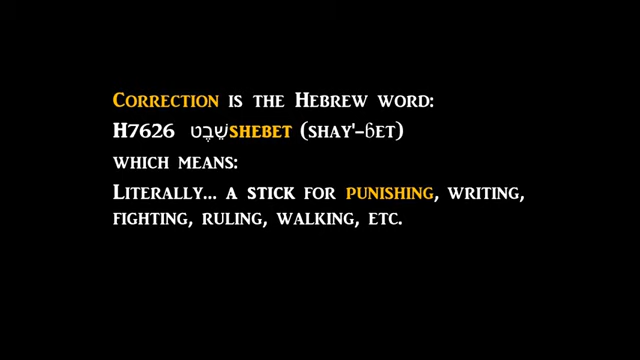 Correction is the Hebrew word:
H7626 שֵׁבֶט shebet (shay'-bet)
which means:
Literally... a stick for punishing, writing,
fighting, ruling, walking, etc.